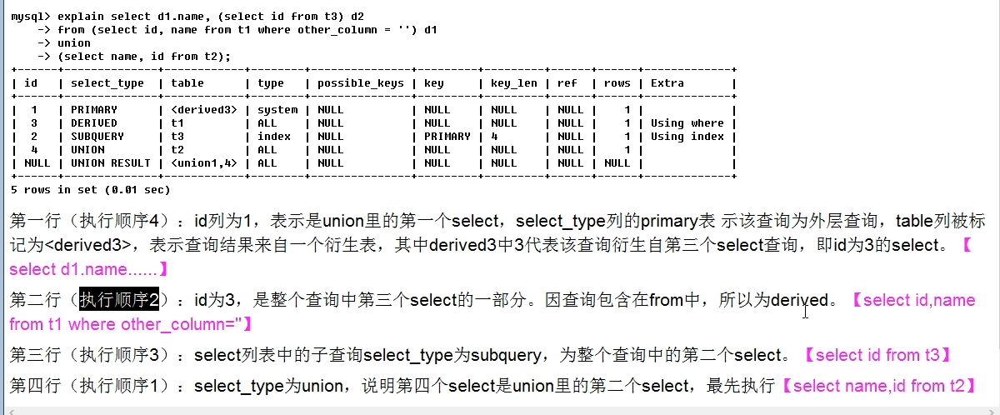 mysql> explain select d1.name, (select id from t3) d2
    -> from (select id, name from t1 where other_column = '') d1
    -> union
    -> (select name, id from t2);
+------+--------------+------------+--------+---------------+---------+---------+------+------+-------------+
| id   | select_type  | table      | type   | possible_keys | key     | key_len | ref  | rows | Extra       |
+------+--------------+------------+--------+---------------+---------+---------+------+------+-------------+
|  1   | PRIMARY      | <derived3> | system | NULL          | NULL    | NULL    | NULL |    1 |             |
|  3   | DERIVED      | t1         | ALL    | NULL          | NULL    | NULL    | NULL |    1 | Using where |
|  2   | SUBQUERY     | t3         | index  | NULL          | PRIMARY | 4       | NULL |    1 | Using index |
|  4   | UNION        | t2         | ALL    | NULL          | NULL    | NULL    | NULL |    1 |             |
| NULL | UNION RESULT | <union1,4> | ALL    | NULL          | NULL    | NULL    | NULL | NULL |             |
+------+--------------+------------+--------+---------------+---------+---------+------+------+-------------+
5 rows in set (0.01 sec)
第一行（执行顺序4）：id列为1，表示是union里的第一个select，select_type列的primary表 示该查询为外层查询，table列被标
记为<derived3>，表示查询结果来自一个衍生表，其中derived3中3代表该查询衍生自第三个select查询，即id为3的select。【
select d1.name......】
第二行（执行顺序2）：id为3，是整个查询中第三个select的一部分。因查询包含在from中，所以为derived。【select id,name
from t1 where other_column=''】
第三行（执行顺序3）：select列表中的子查询select_type为subquery，为整个查询中的第二个select。【select id from t3】
第四行（执行顺序1）：select_type为union，说明第四个select是union里的第二个select，最先执行【select name,id from t2】